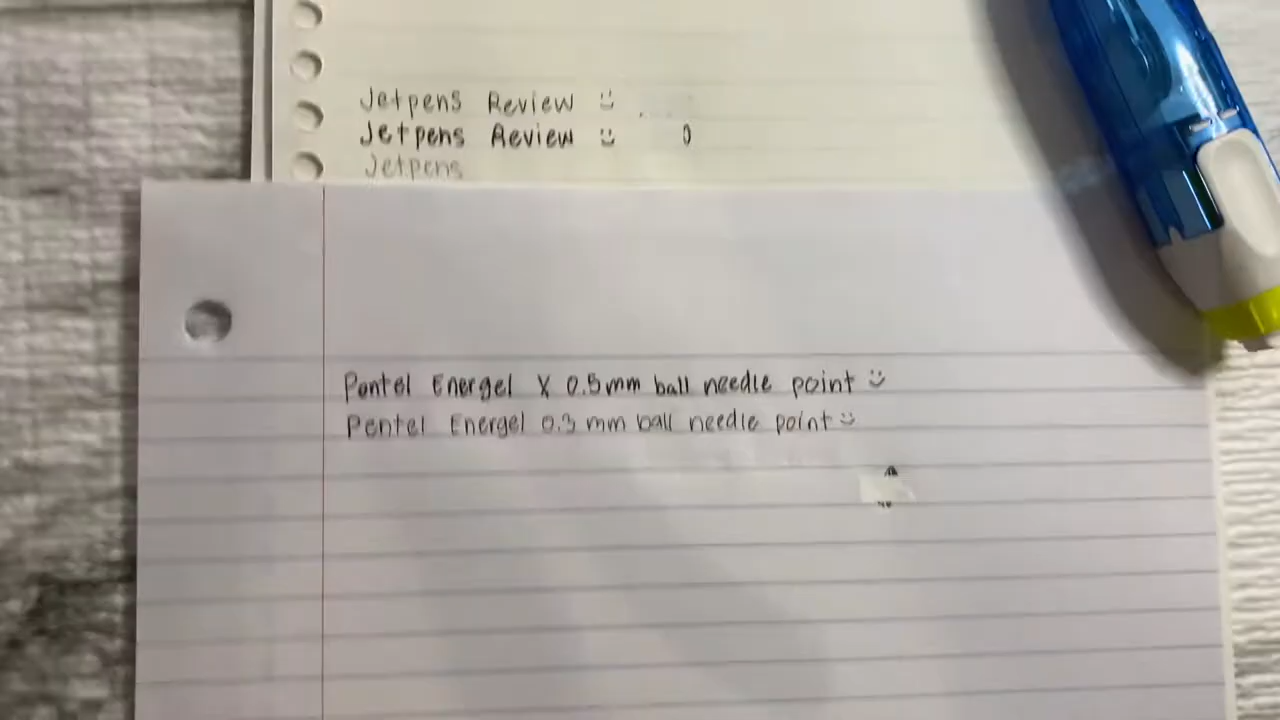 Jetpens Review :)
Jetpens Review :)
Jetpens
Pentel Energel X 0.5mm ball needle point :)
Pentel Energel 0.3 mm ball needle point :)